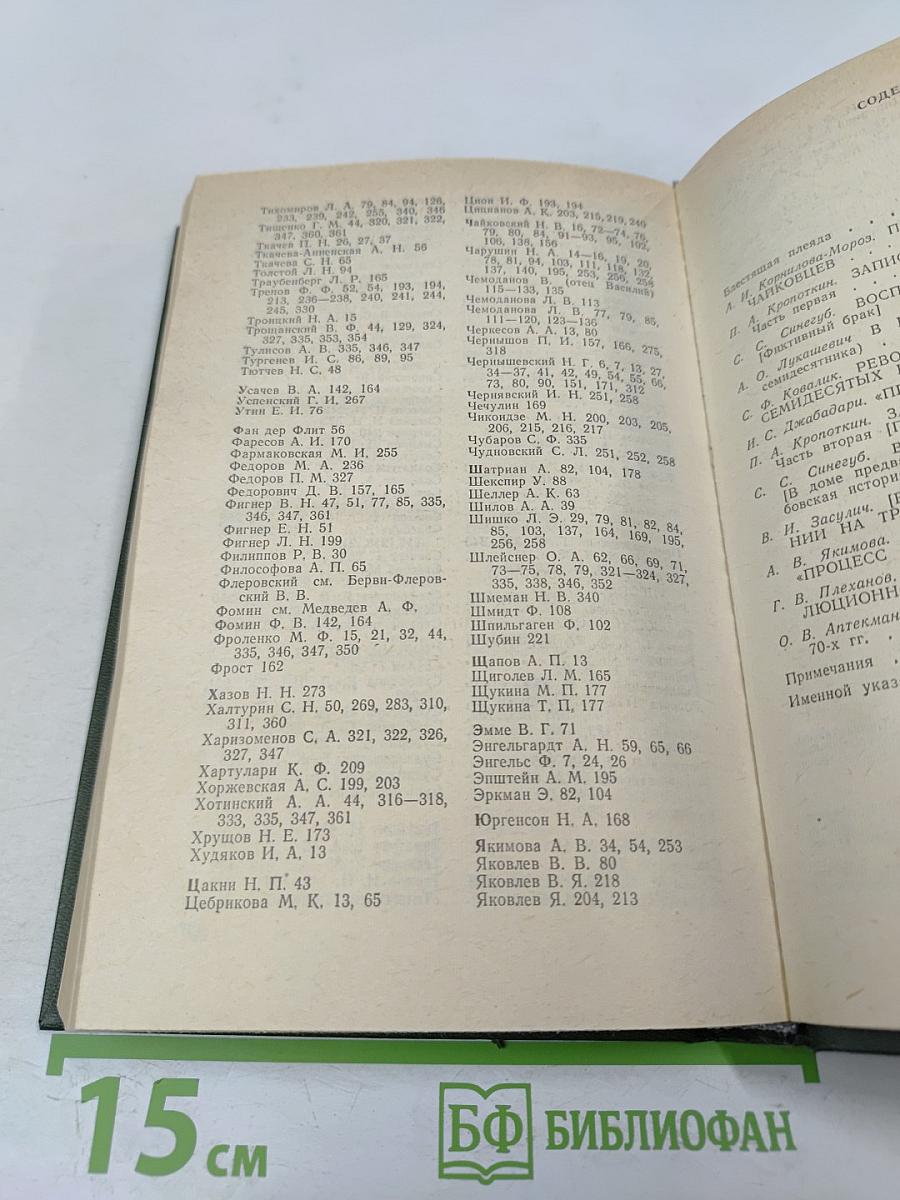 Тихомиров Л. А. 79, 84, 94, 126,
233, 239, 242, 255, 340, 346
Тищенко Г. М. 44, 320, 321, 322,
347, 360, 361
Ткачев П. Н. 26, 27, 37
Ткачева-Анненская А. Н. 56
Ткачева С. Н. 65
Толстой Л. Н. 94
Траубенберг Л. Р. 165
Трепов Ф. Ф. 52, 54, 193, 194,
213, 236—238, 240, 241, 244,
245, 330
Троицкий Н. А. 15
Трощанский В. Ф. 44, 129, 324,
327, 335, 353, 354
Тулисов А. В. 335, 346, 347
Тургенев И. С. 86, 89, 95
Тютчев Н. С. 48
Усачев В. А. 142, 164
Успенский Г. И. 267
Утин Е. И. 76
Фан дер Флит 56
Фаресов А. И. 170
Фармаковская М. И. 255
Федоров М. А. 236
Федоров П. М. 327
Федорович Д. В. 157, 165
Фигнер В. Н. 47, 51, 77, 85, 335,
346, 347, 361
Фигнер Е. Н. 51
Фигнер Л. Н. 199
Филиппов Р. В. 30
Философова А. П. 65
Флеровский см. Берви-Флеров-
ский В. В.
Фомин см. Медведев А. Ф.
Фомин Ф. В. 142, 164
Фроленко М. Ф. 15, 21, 32, 44,
335, 346, 347, 350
Фрост 162
Хазов Н. Н. 273
Халтурин С. Н. 50, 269, 283, 310,
311, 360
Харизоменов С. А. 321, 322, 326,
327, 347
Хартулари К. Ф. 209
Хоржевская А. С. 199, 203
Хотинский А. А. 44, 316—318,
333, 335, 347, 361
Хрущов Н. Е. 173
Худяков И. А. 13
Цакни Н. П. 43
Цебрикова М. К. 13, 65
Цион И. Ф. 193, 194
Цицианов А. К. 203, 215, 219, 246
Чайковский Н. В. 16, 72—74, 76,
79, 80, 84, 91—93, 95, 102,
106, 138, 156
Чарушин Н. А. 14—16, 19, 20,
78, 81, 94, 103, 111, 118, 132,
137, 140, 195, 253, 256, 258
Чемоданов В. (отец Василий)
115—133, 135
Чемоданова Л. В. 113
Чемоданова Л. В. 77, 79, 85,
111—120, 123—136
Черкесов А. А. 13, 80
Чернышов П. И. 157, 166, 275,
318
Чернышевский Н. Г. 6, 7, 13, 27,
34—37, 41, 42, 49, 54, 55, 66,
73, 80, 90, 151, 171, 312
Чернявский И. Н. 251, 258
Чечулин 169
Чикоидзе М. Н. 200, 203, 205,
206, 215, 216, 217
Чубаров С. Ф. 335
Чудновский С. Л. 251, 252, 258
Шатриан А. 82, 104, 178
Шекспир У. 88
Шеллер А. К. 63
Шилов А. А. 39
Шишко Л. Э. 29, 79, 81, 82, 84,
85, 103, 137, 164, 169, 195,
256, 258
Шлейснер О. А. 62, 66, 69, 71,
73—75, 78, 79, 321—324, 327,
335, 338, 346, 352
Шмеман Н. В. 340
Шмидт Ф. 108
Шпильгаген Ф. 102
Шубин 221
Щапов А. П. 13
Щиголев Л. М. 165
Щукина М. П. 177
Щукина Т. П. 177
Эмме В. Г. 71
Энгельгардт А. Н. 59, 65, 66
Энгельс Ф. 7, 24, 26
Эпштейн А. М. 195
Эркман Э. 82, 104
Юргенсон Н. А. 168
Якимова А. В. 34, 54, 253
Яковлев В. В. 80
Яковлев В. Я. 218
Яковлев Я. 204, 213
СОДЕ
Блестящая плеяда . . .
А. И. Корнилова-Мороз. П
ЧАЙКОВЦЕВ . .
П. А. Кропоткин. ЗАПИС
Часть первая . .
С. С. Синегуб. ВОСП
[Фиктивный брак]
А. О. Лукашевич. В
семидесятника) .
С. Ф. Ковалик. РЕВО
СЕМИДЕСЯТЫХ
И. С. Джабадари. «П
П. А. Кропоткин. ЗА
Часть вторая [П
С. С. Синегуб. В
[В доме предва
бовская истори
В. И. Засулич. [
НИИ НА ТР
А. В. Якимова.
«ПРОЦЕСС
Г. В. Плеханов.
ЛЮЦИОНН
О. В. Аптекман
70-х гг. .
Примечания .
Именной указ
15 см
БФ БИБЛИОФАН